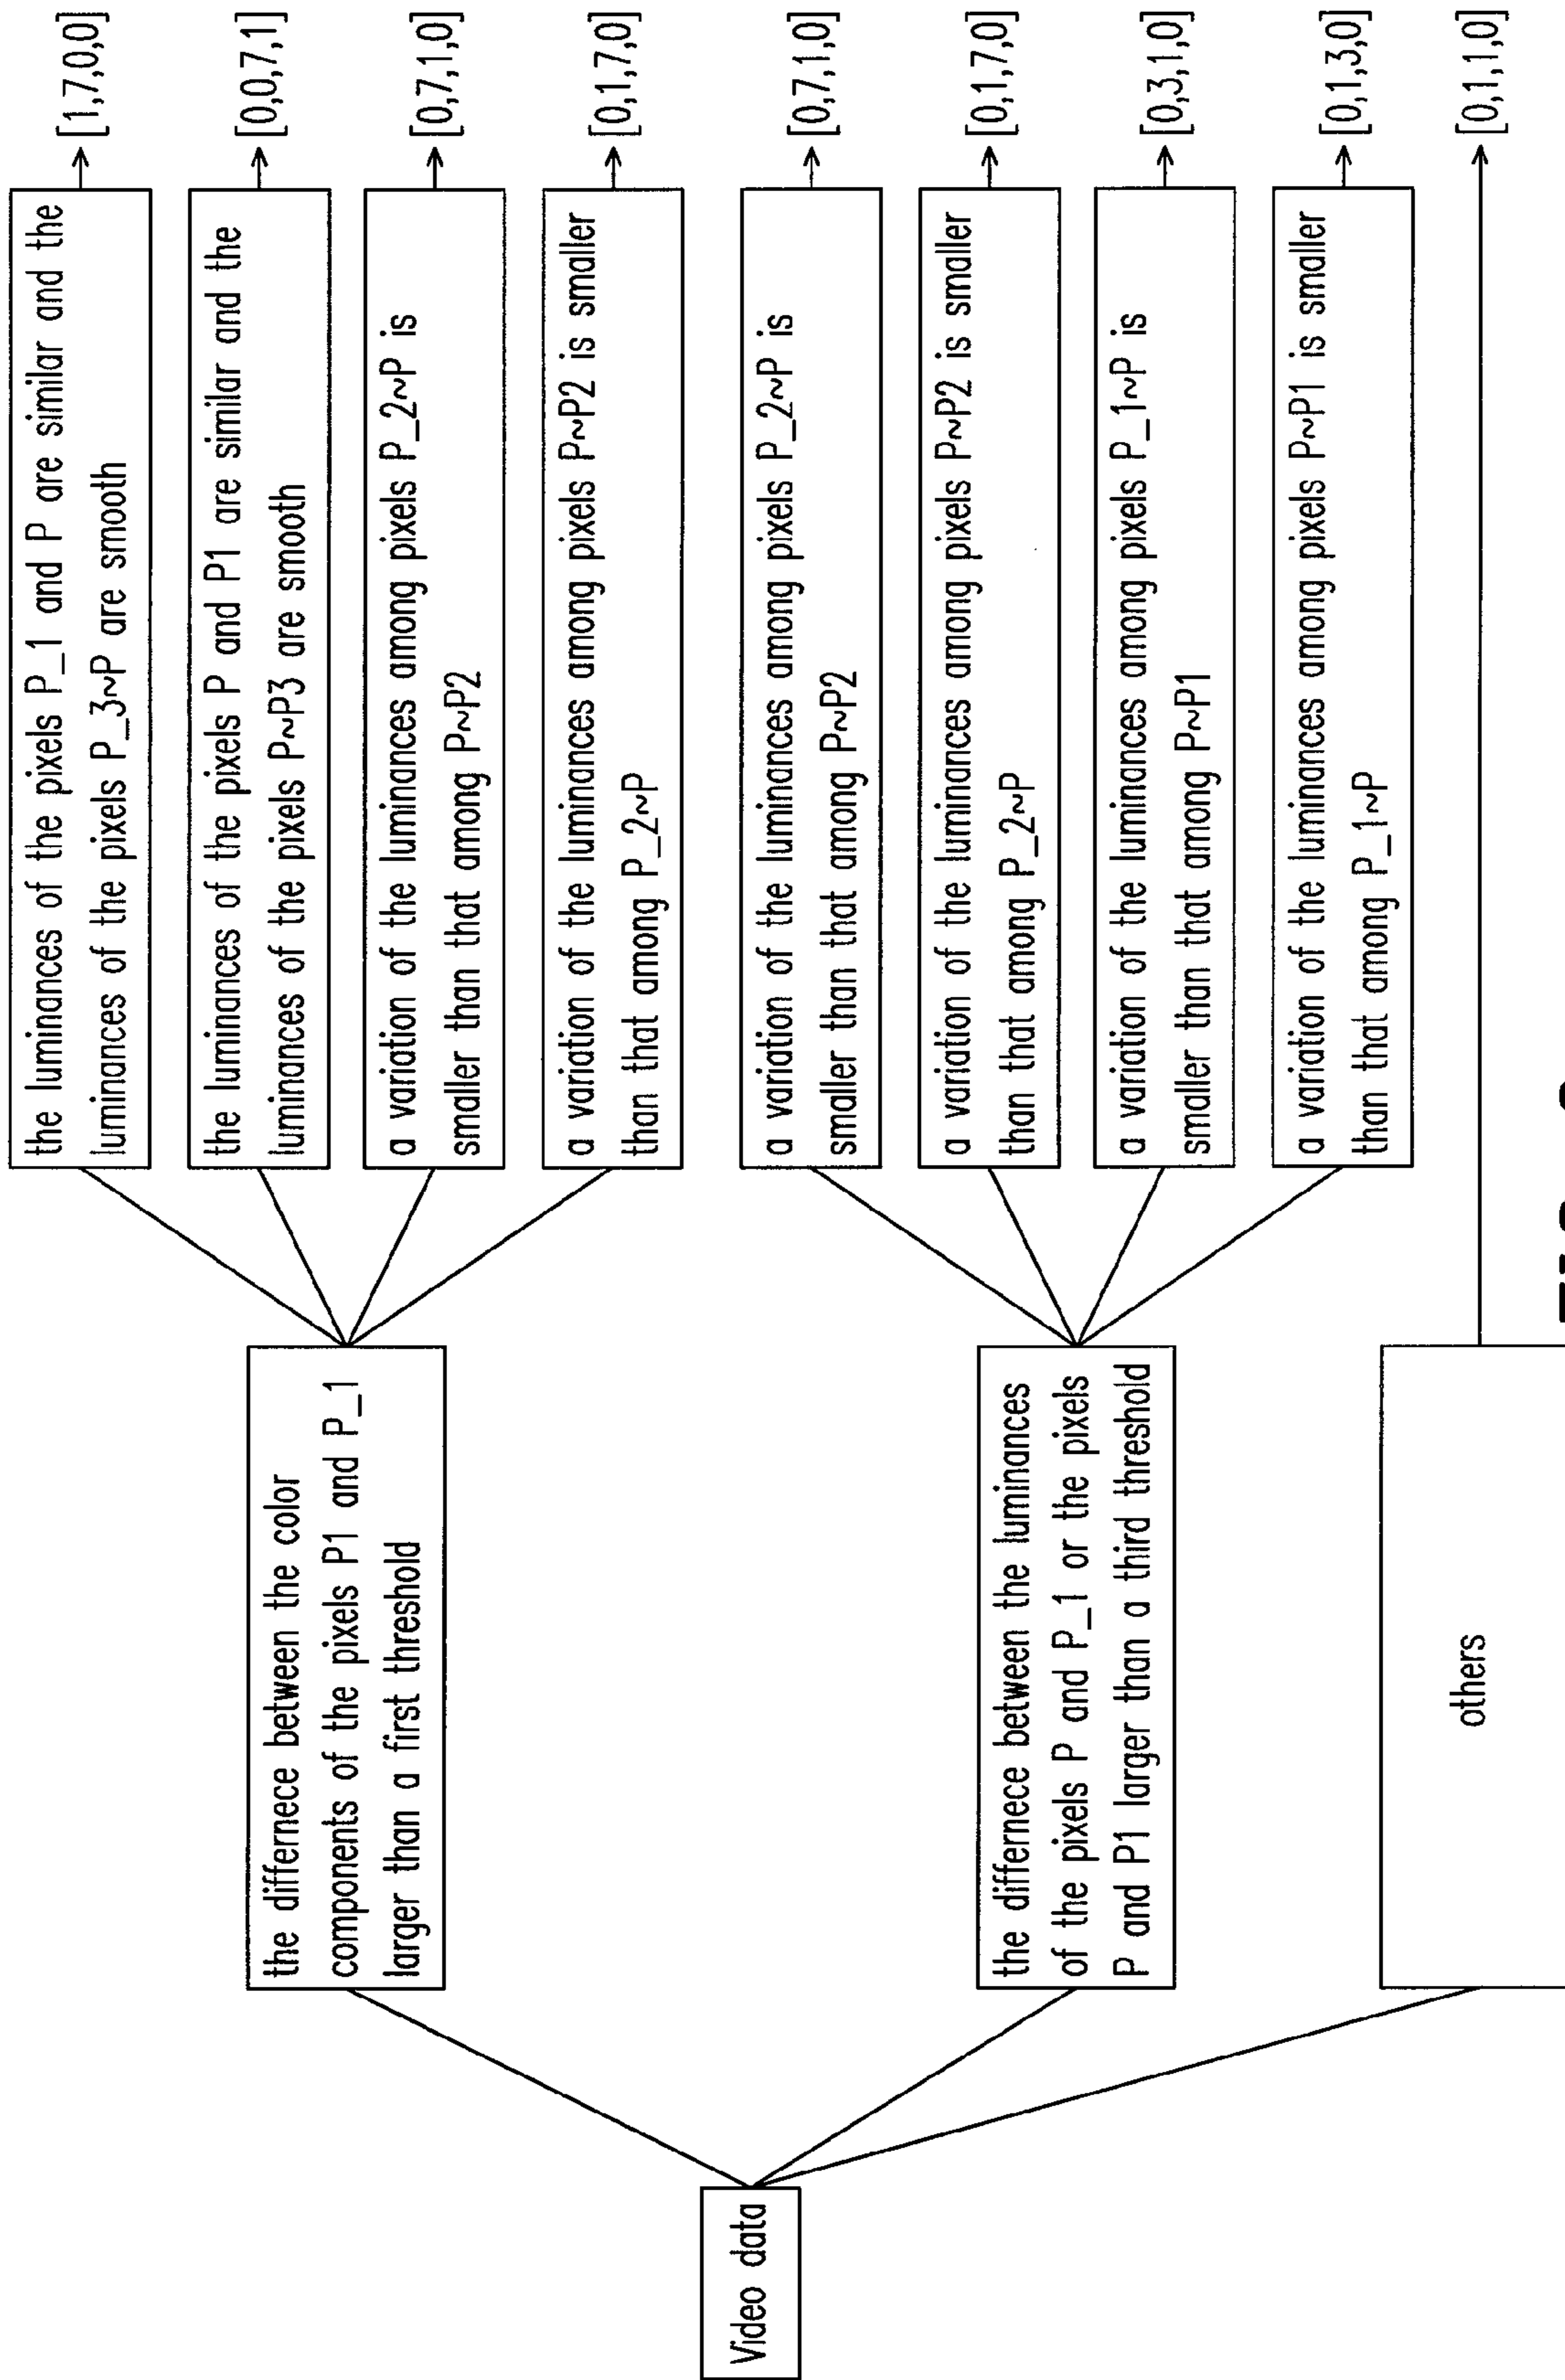 Video data
the differnece between the color
components of the pixels P1 and P_1
larger than a first threshold
the luminances of the pixels P_1 and P are similar and the
luminances of the pixels P_3~P are smooth
[1,7,0,0]
the luminances of the pixels P and P1 are similar and the
luminances of the pixels P~P3 are smooth
[0,0,7,1]
a variation of the luminances among pixels P_2~P is
smaller than that among P~P2
[0,7,1,0]
a variation of the luminances among pixels P~P2 is smaller
than that among P_2~P
[0,1,7,0]
the differnece between the luminances
of the pixels P and P_1 or the pixels
P and P1 larger than a third threshold
a variation of the luminances among pixels P_2~P is
smaller than that among P~P2
[0,7,1,0]
a variation of the luminances among pixels P~P2 is smaller
than that among P_2~P
[0,1,7,0]
a variation of the luminances among pixels P_1~P is
smaller than that among P~P1
[0,3,1,0]
a variation of the luminances among pixels P~P1 is smaller
than that among P_1~P
[0,1,3,0]
others
[0,1,1,0]